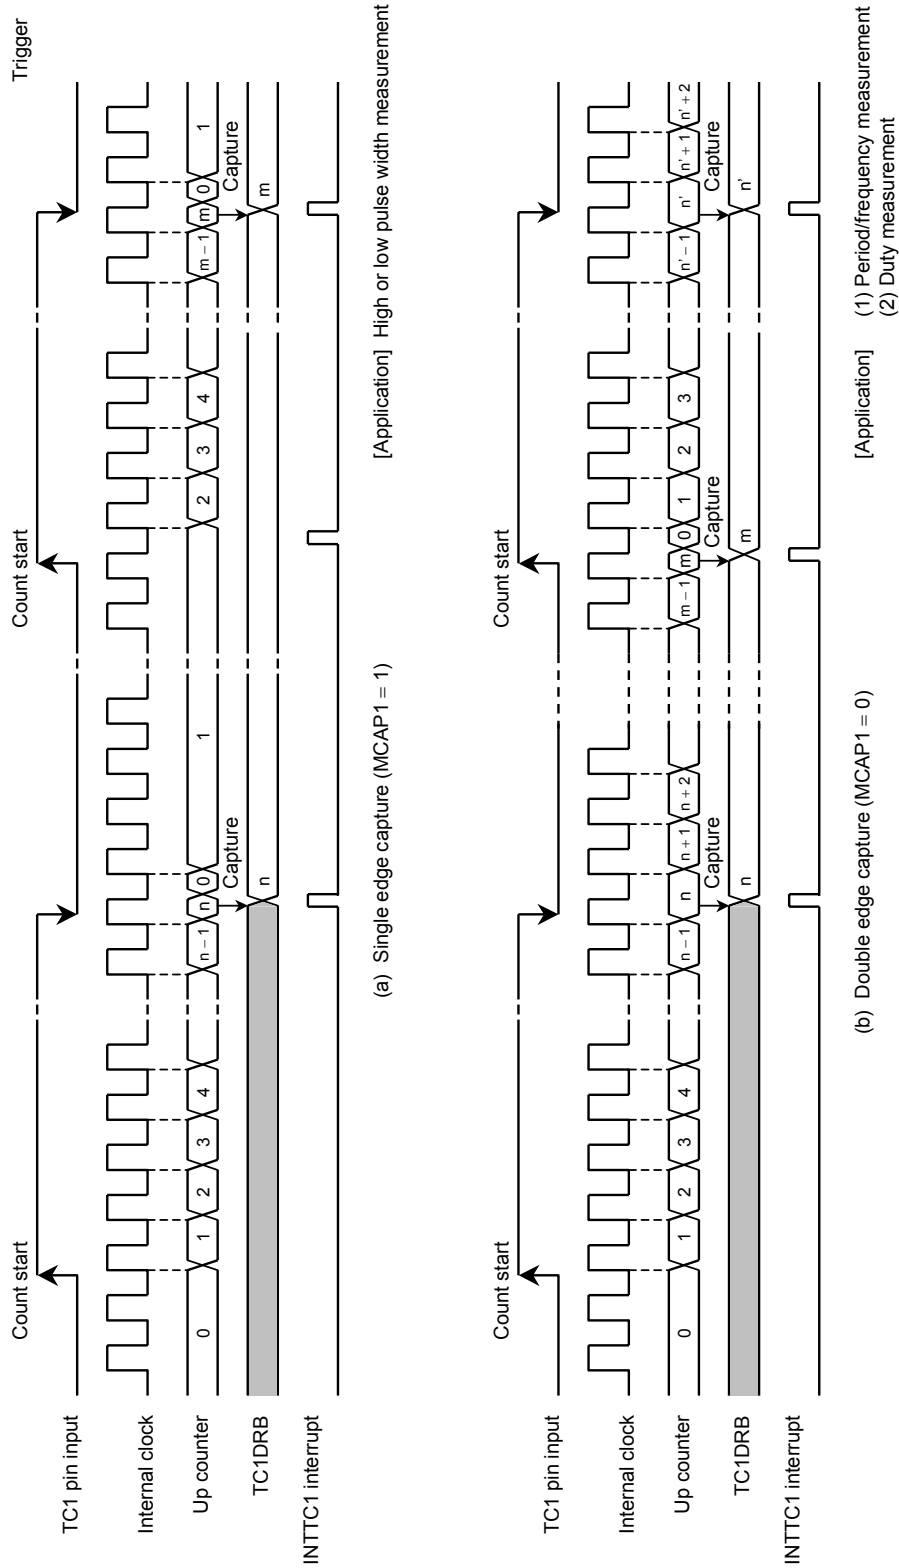 Count start
Count start
Trigger
TC1 pin input
Internal clock
Up counter
0
1
2
3
4
n − 1
n
0
1
2
3
4
m − 1
m
0
1
Capture
Capture
TC1DRB
n
m
INTTC1 interrupt
[Application] High or low pulse width measurement
(a) Single edge capture (MCAP1 = 1)
Count start
Count start
TC1 pin input
Internal clock
Up counter
0
1
2
3
4
n − 1
n
n + 1
n + 2
m − 1
m
0
1
2
3
n' − 1
n'
n' + 1
n' + 2
Capture
Capture
Capture
TC1DRB
n
m
n'
INTTC1 interrupt
[Application]
(1) Period/frequency measurement
(2) Duty measurement
(b) Double edge capture (MCAP1 = 0)